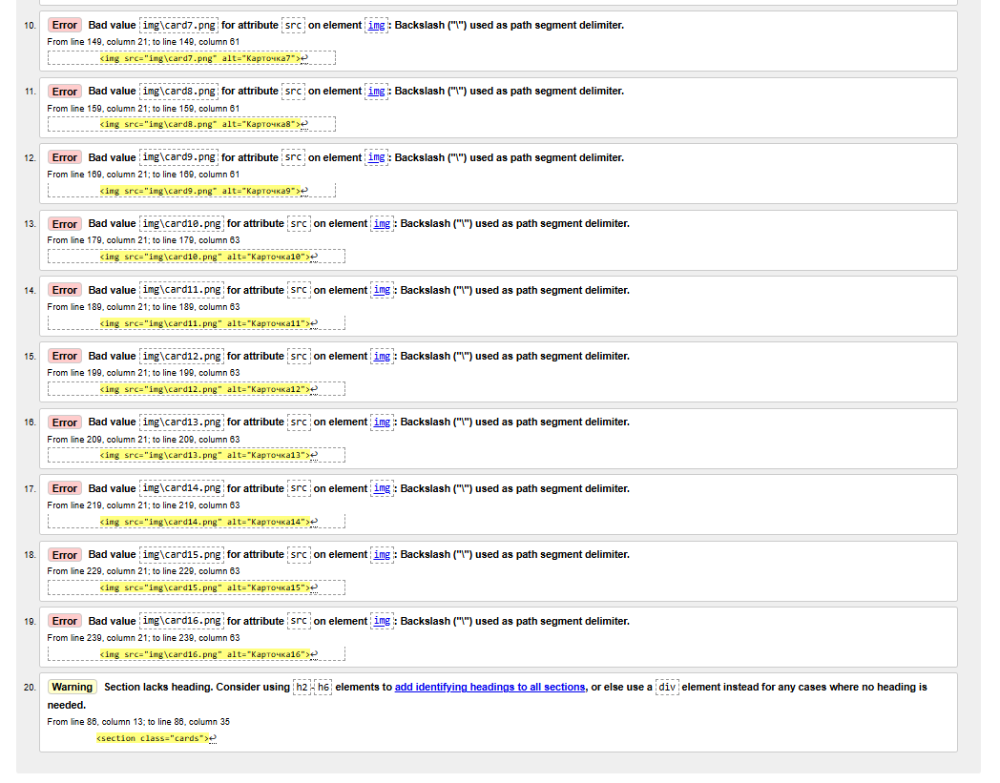 10. Error Bad value img\card7.png for attribute src on element img: Backslash ("\") used as path segment delimiter.
From line 149, column 21; to line 149, column 61
<img src="img\card7.png" alt="Карточка7">↩
11. Error Bad value img\card8.png for attribute src on element img: Backslash ("\") used as path segment delimiter.
From line 159, column 21; to line 159, column 61
<img src="img\card8.png" alt="Карточка8">↩
12. Error Bad value img\card9.png for attribute src on element img: Backslash ("\") used as path segment delimiter.
From line 169, column 21; to line 169, column 61
<img src="img\card9.png" alt="Карточка9">↩
13. Error Bad value img\card10.png for attribute src on element img: Backslash ("\") used as path segment delimiter.
From line 179, column 21; to line 179, column 63
<img src="img\card10.png" alt="Карточка10">↩
14. Error Bad value img\card11.png for attribute src on element img: Backslash ("\") used as path segment delimiter.
From line 189, column 21; to line 189, column 63
<img src="img\card11.png" alt="Карточка11">↩
15. Error Bad value img\card12.png for attribute src on element img: Backslash ("\") used as path segment delimiter.
From line 199, column 21; to line 199, column 63
<img src="img\card12.png" alt="Карточка12">↩
16. Error Bad value img\card13.png for attribute src on element img: Backslash ("\") used as path segment delimiter.
From line 209, column 21; to line 209, column 63
<img src="img\card13.png" alt="Карточка13">↩
17. Error Bad value img\card14.png for attribute src on element img: Backslash ("\") used as path segment delimiter.
From line 219, column 21; to line 219, column 63
<img src="img\card14.png" alt="Карточка14">↩
18. Error Bad value img\card15.png for attribute src on element img: Backslash ("\") used as path segment delimiter.
From line 229, column 21; to line 229, column 63
<img src="img\card15.png" alt="Карточка15">↩
19. Error Bad value img\card16.png for attribute src on element img: Backslash ("\") used as path segment delimiter.
From line 239, column 21; to line 239, column 63
<img src="img\card16.png" alt="Карточка16">↩
20. Warning Section lacks heading. Consider using h2-h6 elements to add identifying headings to all sections, or else use a div element instead for any cases where no heading is
needed.
From line 86, column 13; to line 86, column 35
<section class="cards">↩